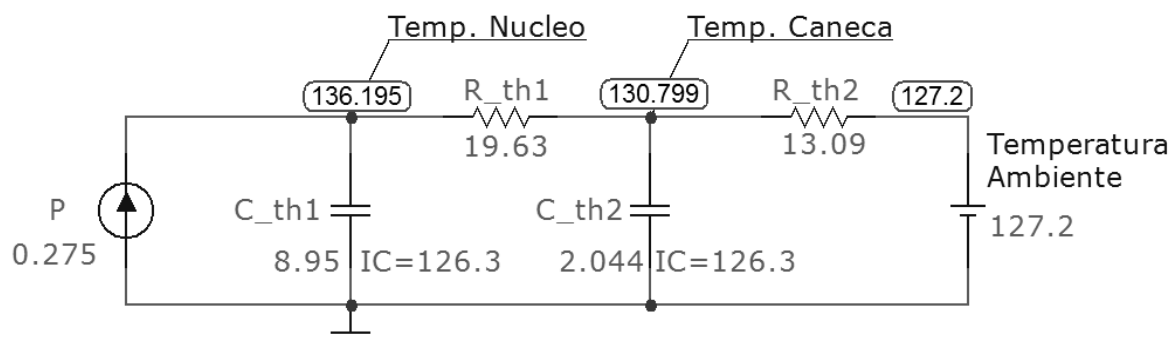 Temp. Nucleo
Temp. Caneca
136.195
R_th1
130.799
R_th2
127.2
19.63
13.09
Temperatura
Ambiente
P
C_th1
C_th2
127.2
0.275
8.95
IC=126.3
2.044
IC=126.3